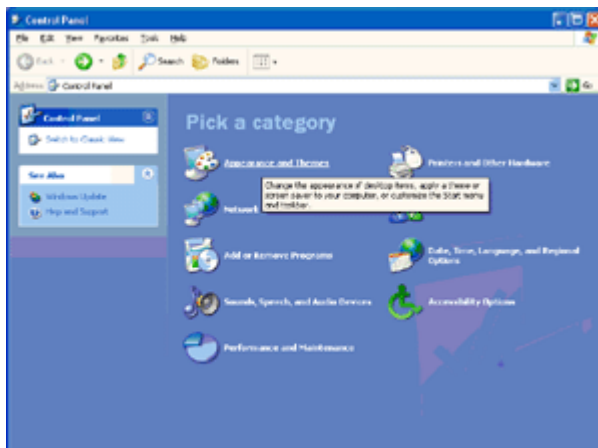 Control Panel
File Edit View Favorites Tools Help
Back Search Folders
Address Control Panel Go
Control Panel
Switch to Classic View
See Also
Windows Update
Help and Support
Pick a category
Appearance and Themes
Printers and Other Hardware
Change the appearance of desktop items, apply a theme or
screen saver to your computer, or customize the Start menu
and taskbar.
Network
Add or Remove Programs
Date, Time, Language, and Regional
Options
Sounds, Speech, and Audio Devices
Accessibility Options
Performance and Maintenance